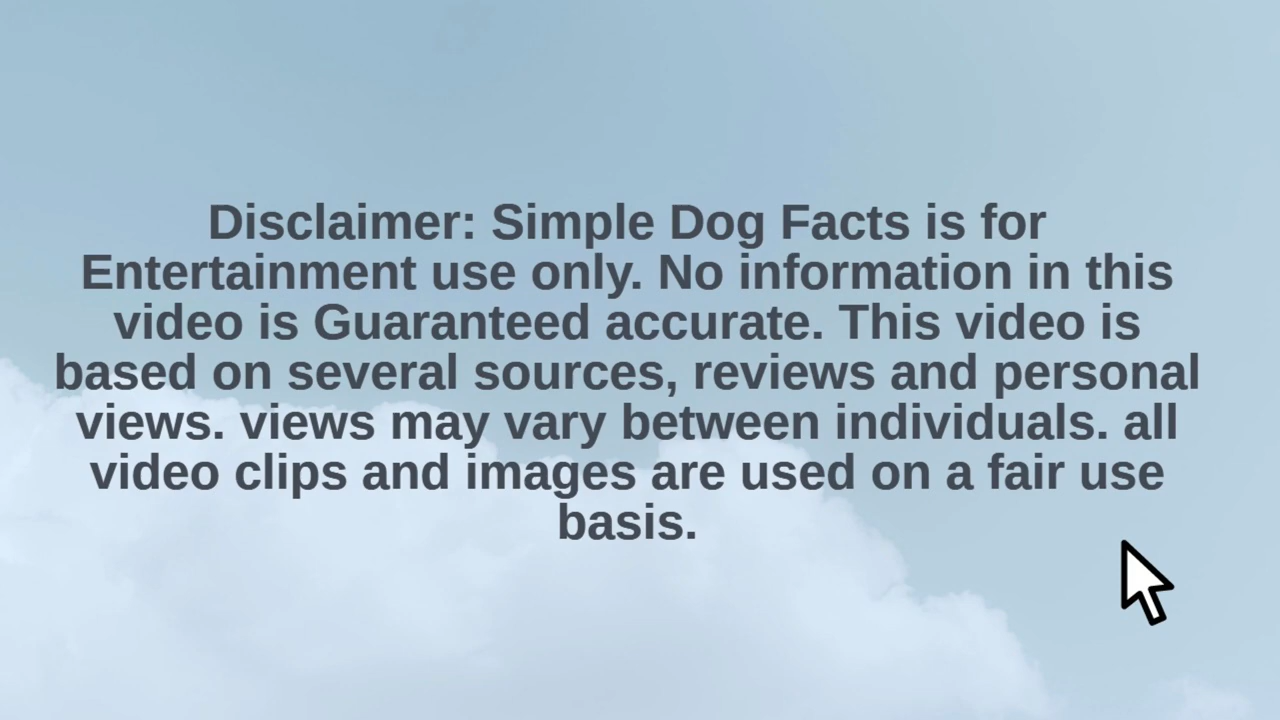 Disclaimer: Simple Dog Facts is for
Entertainment use only. No information in this
video is Guaranteed accurate. This video is
based on several sources, reviews and personal
views. views may vary between individuals. all
video clips and images are used on a fair use
basis.